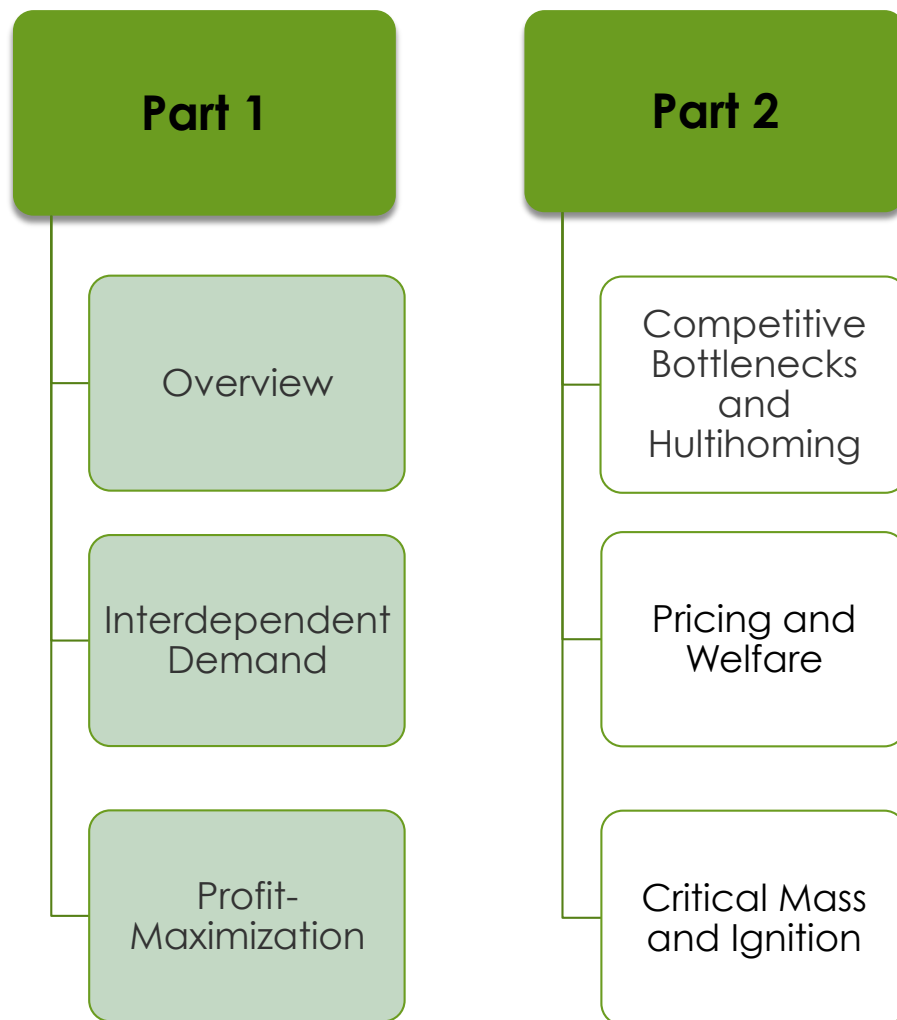 Part 1
Overview
Interdependent
Demand
Profit-
Maximization
Part 2
Competitive
Bottlenecks
and
Hultihoming
Pricing and
Welfare
Critical Mass
and Ignition